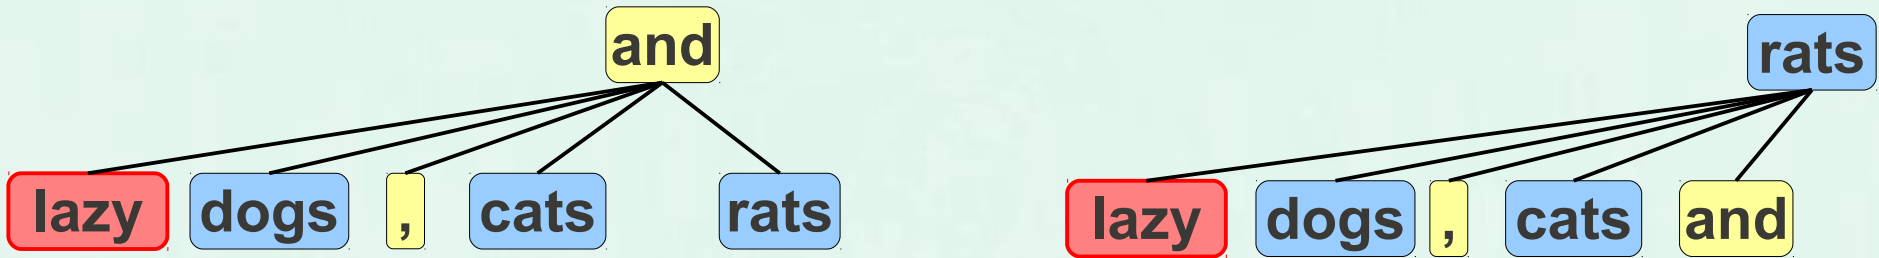 and
lazy dogs , cats rats
rats
lazy dogs , cats and